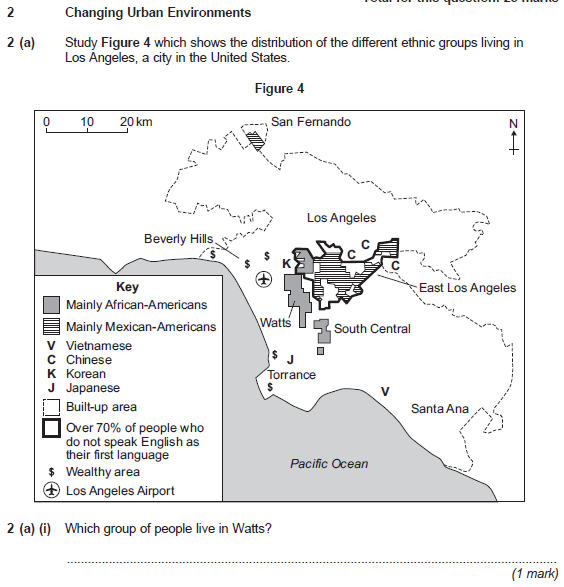 2 Changing Urban Environments
2 (a) Study Figure 4 which shows the distribution of the different ethnic groups living in
Los Angeles, a city in the United States.
Figure 4
0 10 20 km
San Fernando
N
Los Angeles
Beverly Hills
$
$
$
K
C
C
C
East Los Angeles
Watts
South Central
$
J
Torrance
$
V
Santa Ana
Pacific Ocean
Key
Mainly African-Americans
Mainly Mexican-Americans
V Vietnamese
C Chinese
K Korean
J Japanese
Built-up area
Over 70% of people who
do not speak English as
their first language
$ Wealthy area
Los Angeles Airport
2 (a) (i) Which group of people live in Watts?
(1 mark)